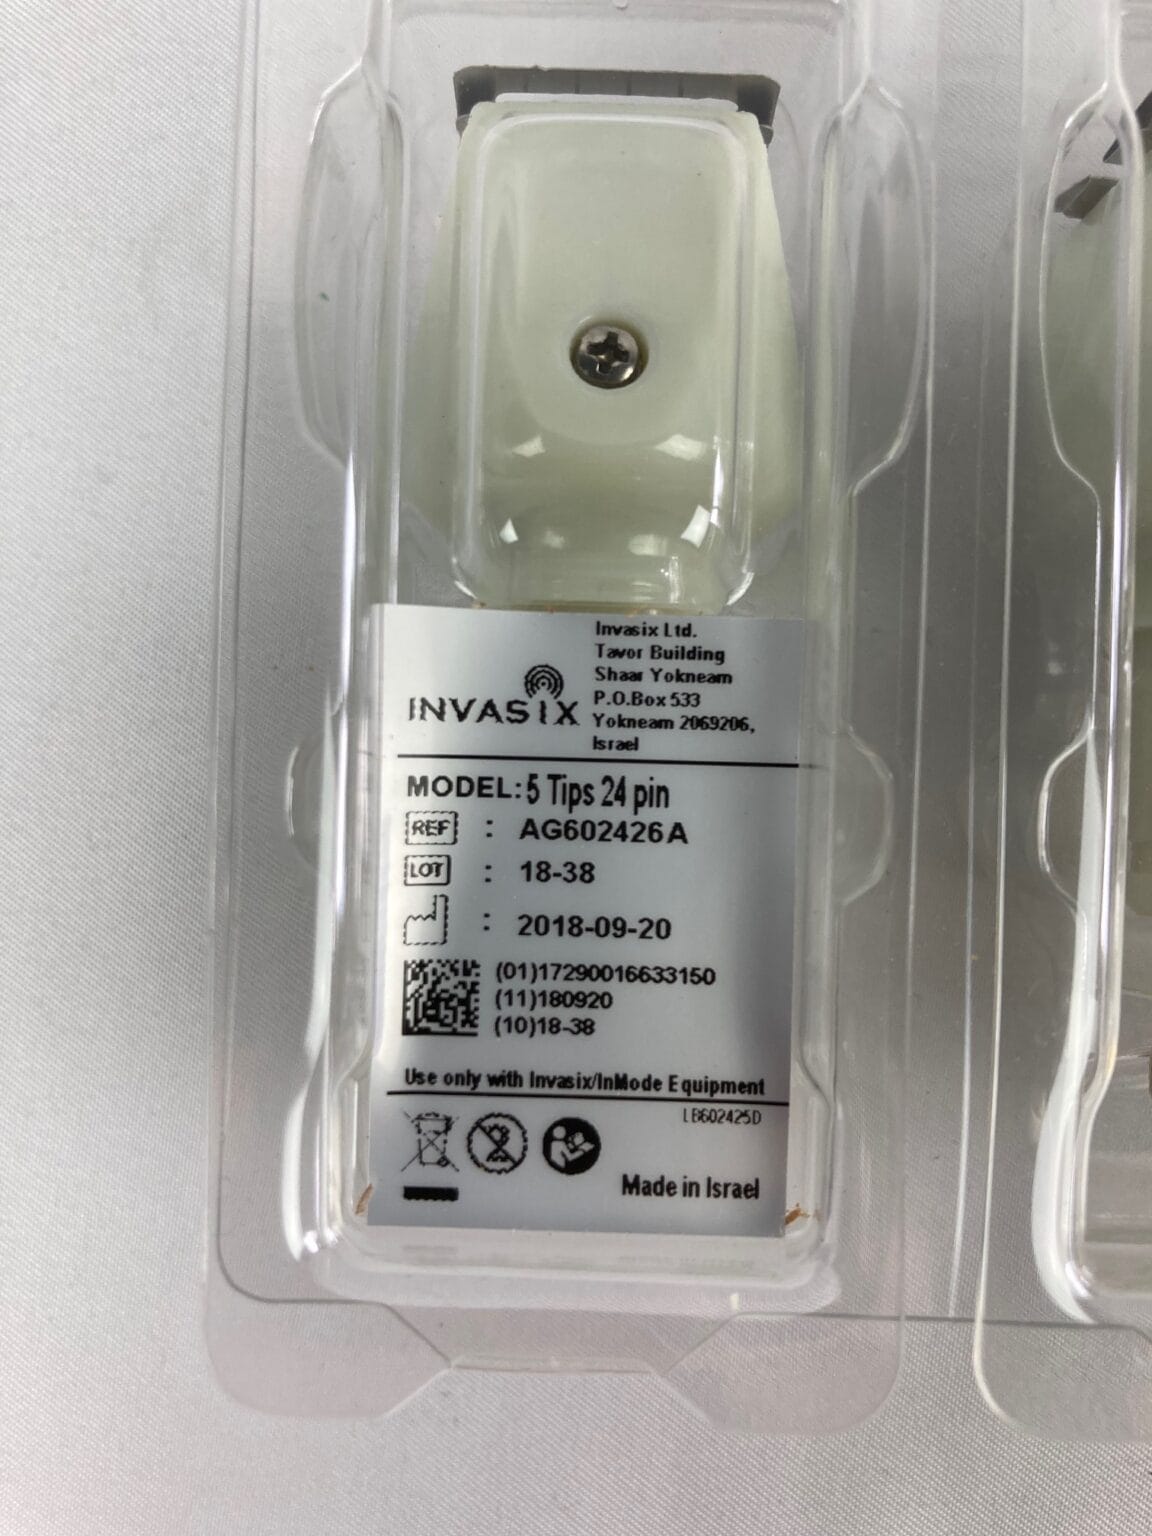 Invasix Ltd.
Tavor Building
Shaar Yokneam
P.O.Box 533
Yokneam 2069206,
Israel
INVASIX
MODEL: 5 Tips 24 pin
REF : AG602426A
LOT : 18-38
: 2018-09-20
(01)17290016633150
(11)180920
(10)18-38
Use only with Invasix/InMode Equipment
LB602425D
Made in Israel